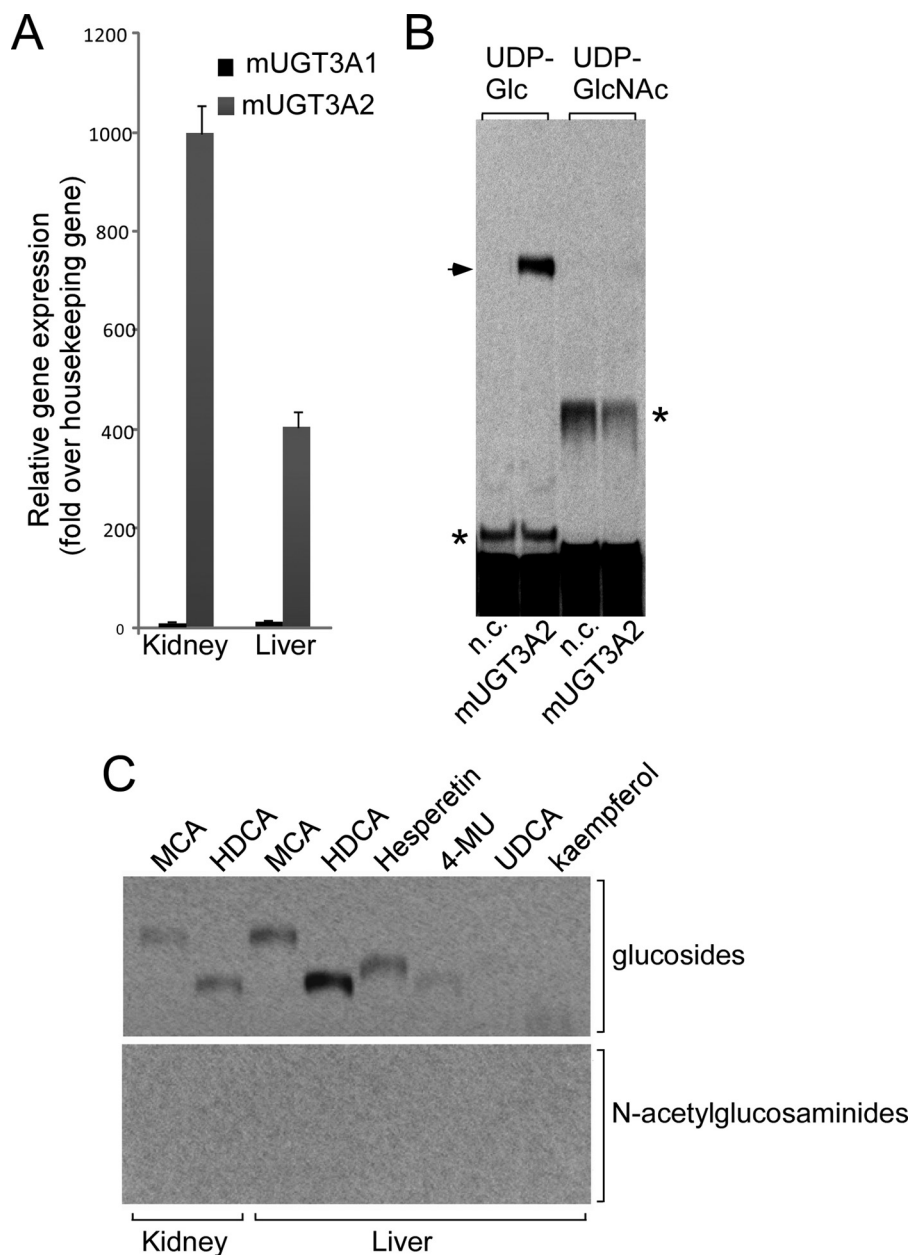 A
1200
1000
800
600
400
200
0
Relative gene expression
(fold over housekeeping gene)
mUGT3A1
mUGT3A2
Kidney
Liver
B
UDP-
Glc
UDP-
GlcNAc
*
*
n.c.
mUGT3A2
n.c.
mUGT3A2
C
MCA
HDCA
MCA
HDCA
Hesperetin
4-MU
UDCA
kaempferol
glucosides
N-acetylglucosaminides
Kidney
Liver